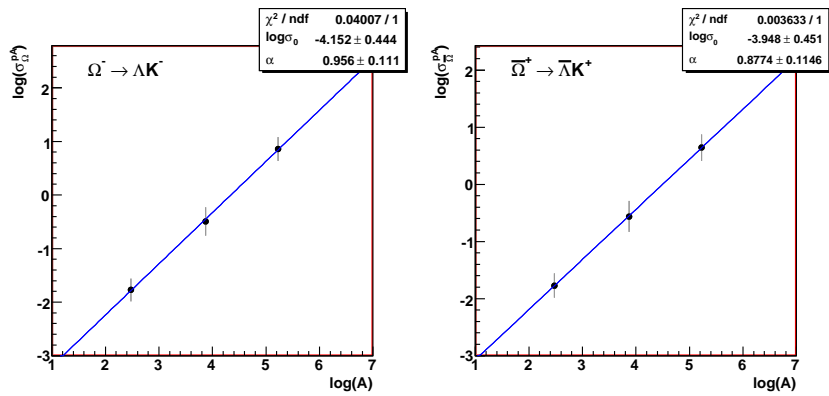 χ² / ndf 0.04007 / 1
logσ₀ -4.152 ± 0.444
α 0.956 ± 0.111
Ω⁻ → ΛK⁻
log(σ_Ω^pA)
2
1
0
-1
-2
-3
1 2 3 4 5 6 7
log(A)
χ² / ndf 0.003633 / 1
logσ₀ -3.948 ± 0.451
α 0.8774 ± 0.1146
Ω̅⁺ → Λ̅K⁺
log(σ_Ω̅^pA)
2
1
0
-1
-2
-3
1 2 3 4 5 6 7
log(A)